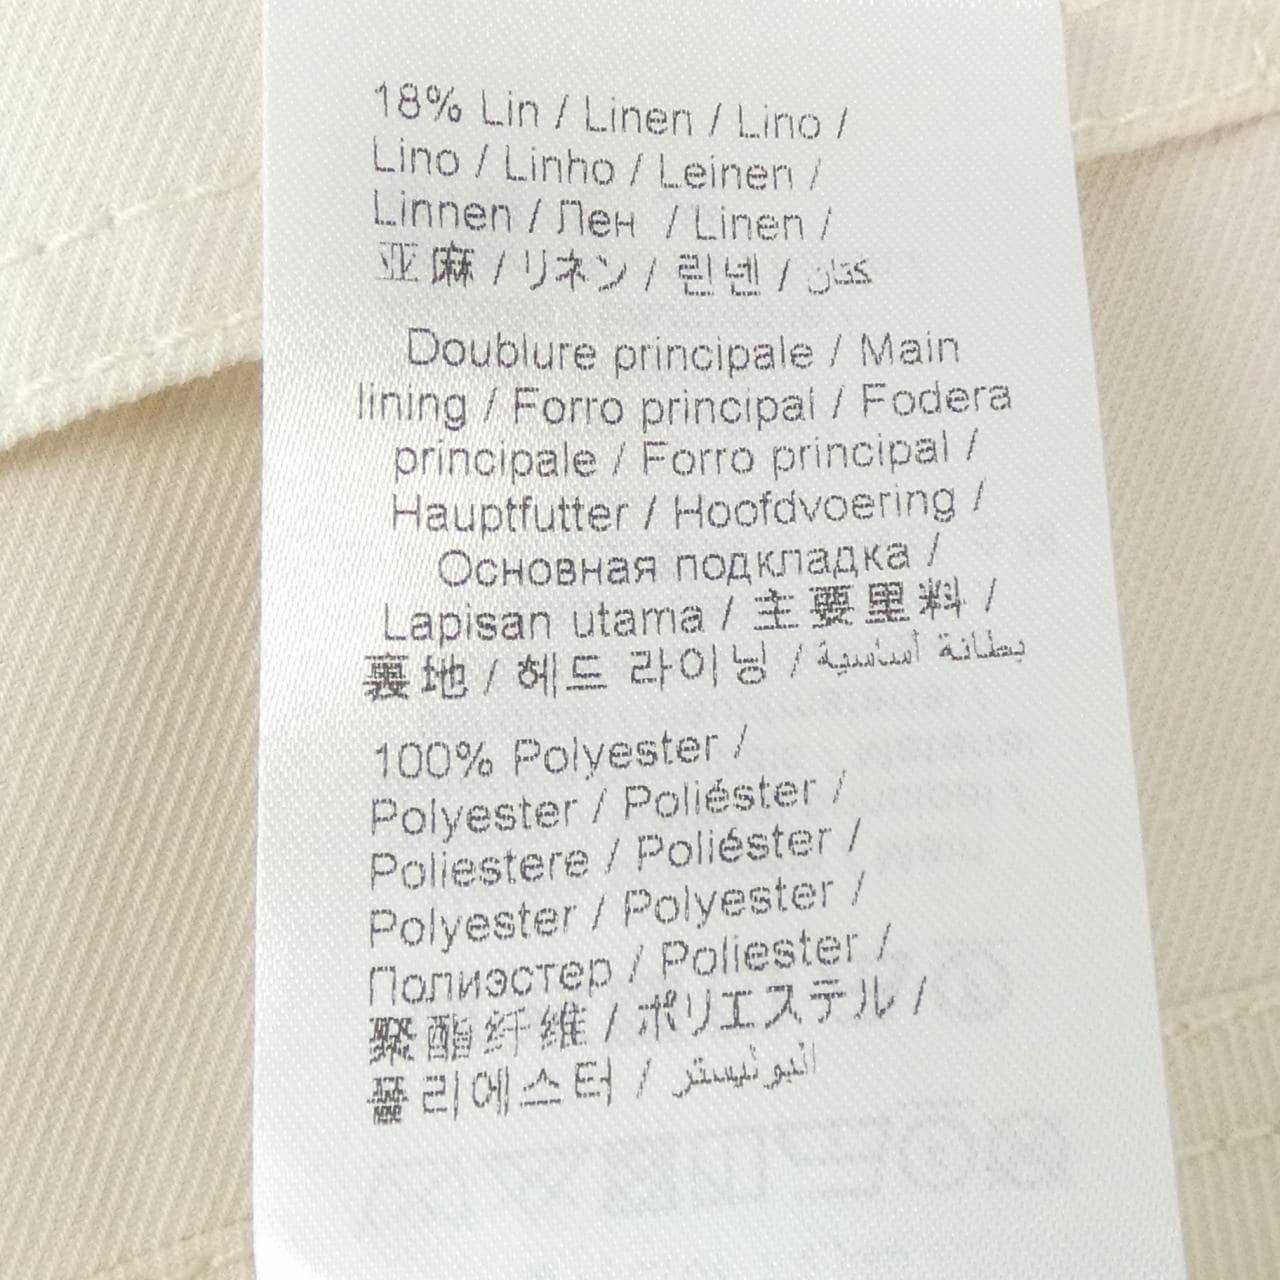 18% Lin / Linen / Lino /
Lino / Linho / Leinen /
Linnen / Лен / Linen /
亚麻 / リネン / 린넨 / كتان
Doublure principale / Main
lining / Forro principal / Fodera
principale / Forro principal /
Hauptfutter / Hoofdvoering /
Основная подкладка /
Lapisan utama / 主要里料 /
裏地 / 헤드 라이닝 / بطانة أساسية
100% Polyester /
Polyester / Poliéster /
Poliestere / Poliéster /
Polyester / Polyester /
Полиэстер / Poliester /
聚酯纤维 / ポリエステル /
폴리에스터 /